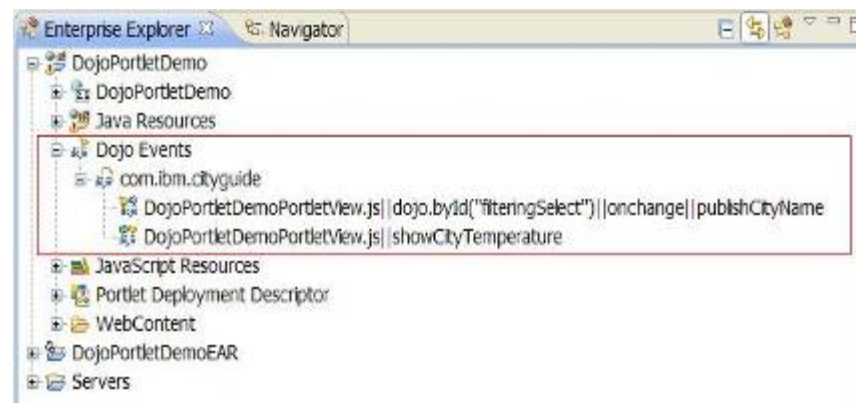 Enterprise Explorer Navigator
DojoPortletDemo
DojoPortletDemo
Java Resources
Dojo Events
com.ibm.cityguide
DojoPortletDemoPortletView.js||dojo.byId("filteringSelect")||onchange||publishCityName
DojoPortletDemoPortletView.js||showCityTemperature
JavaScript Resources
Portlet Deployment Descriptor
WebContent
DojoPortletDemoEAR
Servers